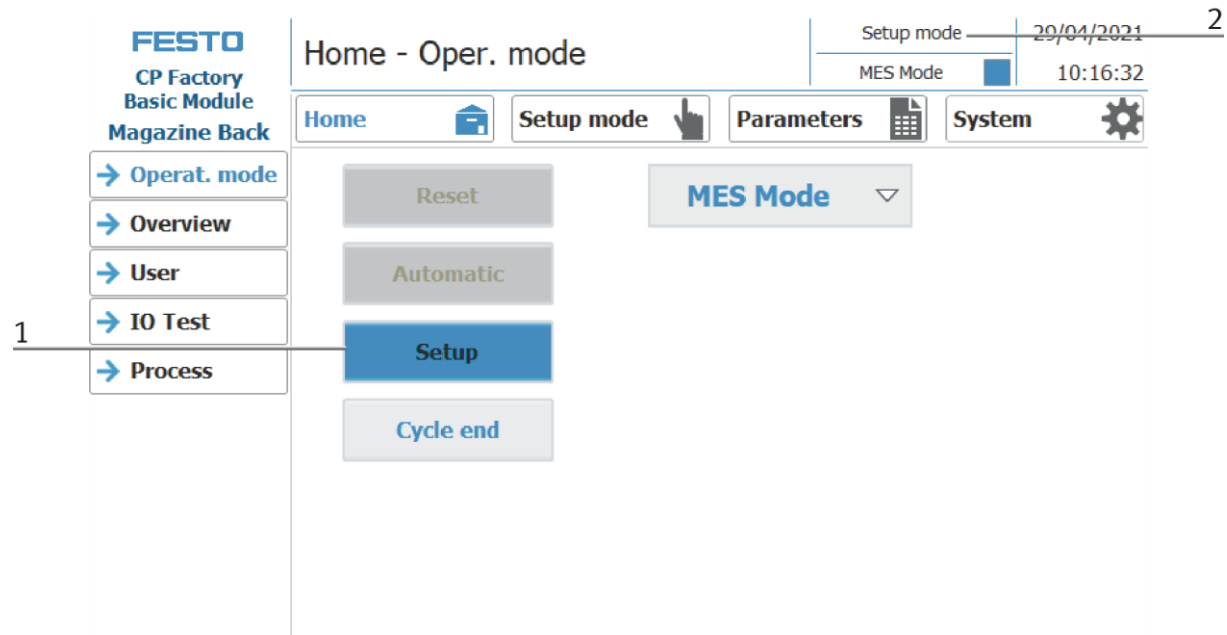 2
FESTO
CP Factory
Basic Module
Magazine Back
Home - Oper. mode
Setup mode
29/04/2021
MES Mode
10:16:32
Home
Setup mode
Parameters
System
Operat. mode
Overview
User
IO Test
Process
Reset
MES Mode
Automatic
1
Setup
Cycle end